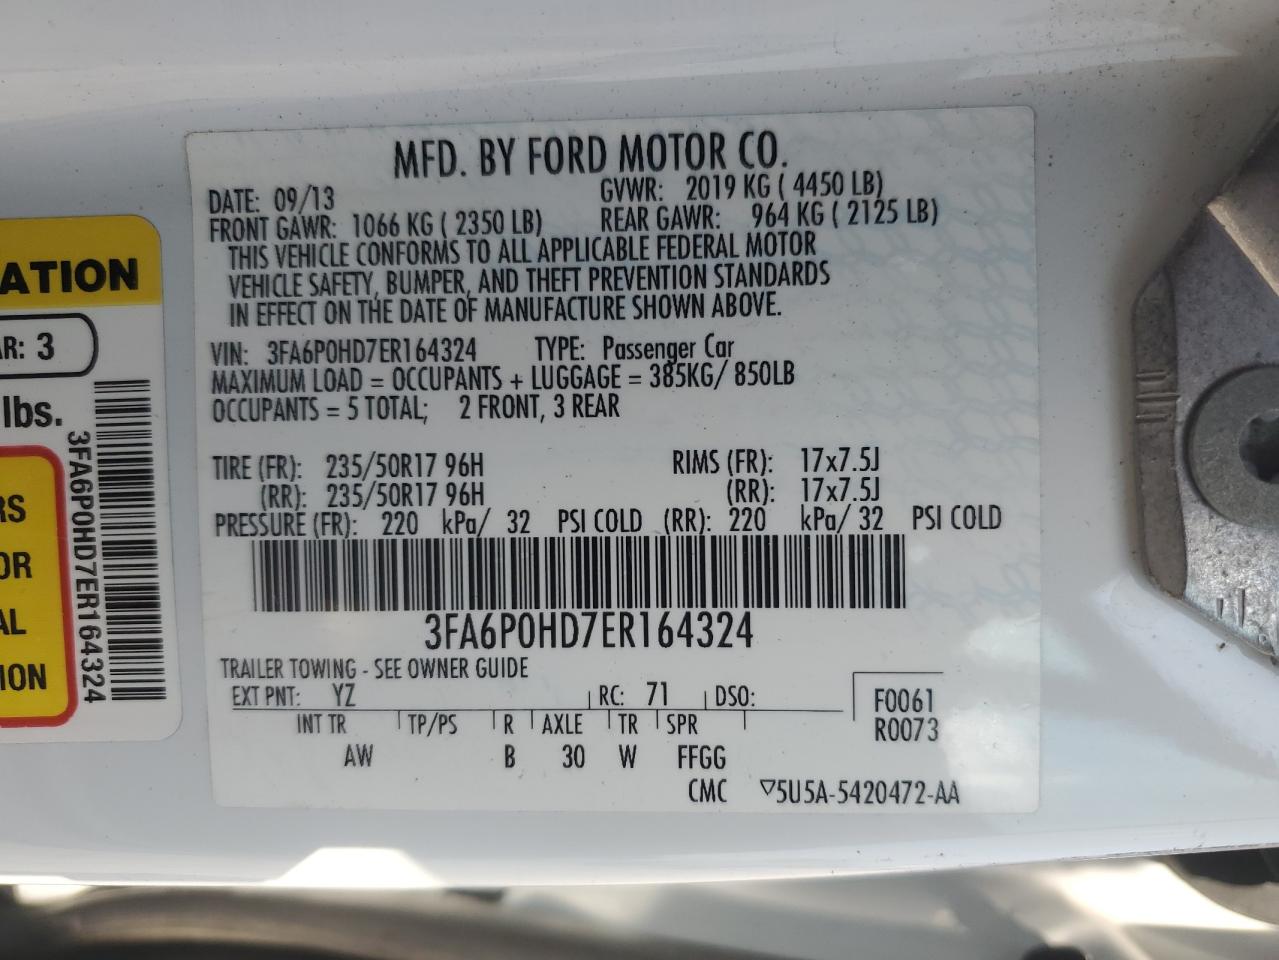 MFD. BY FORD MOTOR CO.
DATE: 09/13 GVWR: 2019 KG ( 4450 LB)
FRONT GAWR: 1066 KG ( 2350 LB) REAR GAWR: 964 KG ( 2125 LB)
THIS VEHICLE CONFORMS TO ALL APPLICABLE FEDERAL MOTOR
VEHICLE SAFETY, BUMPER, AND THEFT PREVENTION STANDARDS
IN EFFECT ON THE DATE OF MANUFACTURE SHOWN ABOVE.
VIN: 3FA6P0HD7ER164324 TYPE: Passenger Car
MAXIMUM LOAD = OCCUPANTS + LUGGAGE = 385KG/ 850LB
OCCUPANTS = 5 TOTAL; 2 FRONT, 3 REAR
TIRE (FR): 235/50R17 96H RIMS (FR): 17x7.5J
(RR): 235/50R17 96H (RR): 17x7.5J
PRESSURE (FR): 220 kPa/ 32 PSI COLD (RR): 220 kPa/ 32 PSI COLD
3FA6P0HD7ER164324
TRAILER TOWING - SEE OWNER GUIDE
EXT PNT: YZ RC: 71 DSO:
F0061
R0073
INT TR TP/PS R AXLE TR SPR
AW B 30 W FFGG
CMC ▽5U5A-5420472-AA
ATION
AR: 3
lbs.
3FA6P0HD7ER164324
RS
OR
AL
ION